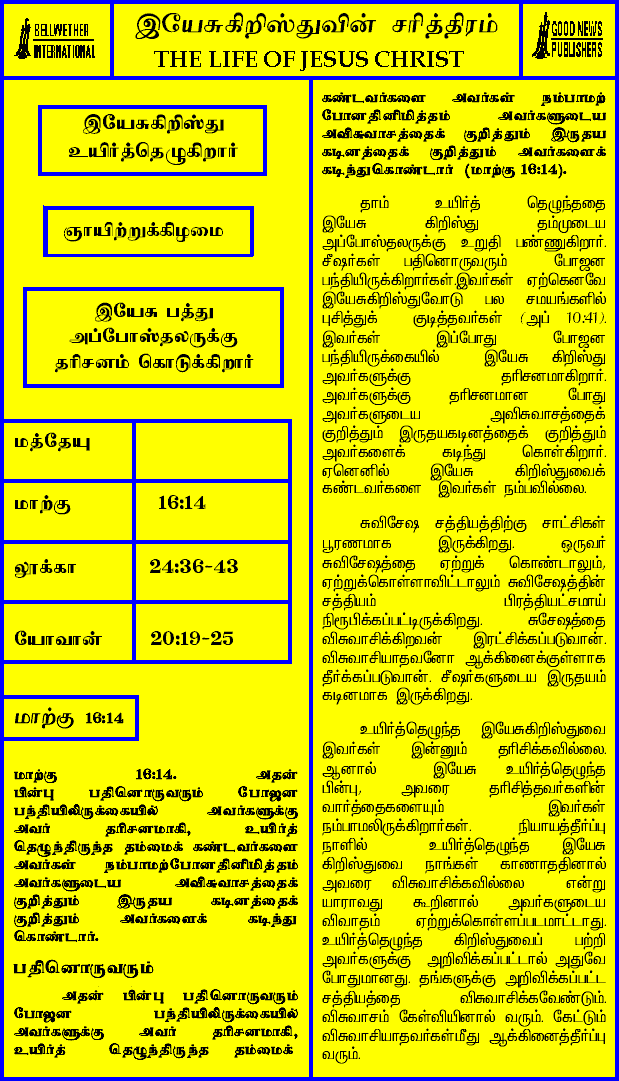 BELLWETHER
INTERNATIONAL
இயேசுகிறிஸ்துவின் சரித்திரம்
THE LIFE OF JESUS CHRIST
GOOD NEWS
PUBLISHERS
இயேசுகிறிஸ்து
உயிர்த்தெழுகிறார்
ஞாயிற்றுக்கிழமை
இயேசு பத்து
அப்போஸ்தலருக்கு
தரிசனம் கொடுக்கிறார்
மத்தேயு
மாற்கு 16:14
லூக்கா 24:36-43
யோவான் 20:19-25
மாற்கு 16:14
மாற்கு 16:14. அதன்
பின்பு பதினொருவரும் போஜன
பந்தியிலிருக்கையில் அவர்களுக்கு
அவர் தரிசனமாகி, உயிர்த்
தெழுந்திருந்த தம்மைக் கண்டவர்களை
அவர்கள் நம்பாமற்போனதினிமித்தம்
அவர்களுடைய அவிசுவாசத்தைக்
குறித்தும் இருதய கடினத்தைக்
குறித்தும் அவர்களைக் கடிந்து
கொண்டார்.
பதினொருவரும்
அதன் பின்பு பதினொருவரும்
போஜன பந்தியிலிருக்கையில்
அவர்களுக்கு அவர் தரிசனமாகி,
உயிர்த் தெழுந்திருந்த தம்மைக்
கண்டவர்களை அவர்கள் நம்பாமற்
போனதினிமித்தம் அவர்களுடைய
அவிசுவாசத்தைக் குறித்தும் இருதய
கடினத்தைக் குறித்தும் அவர்களைக்
கடிந்துகொண்டார் (மாற்கு 16:14).
தாம் உயிர்த் தெழுந்ததை
இயேசு கிறிஸ்து தம்முடைய
அப்போஸ்தலருக்கு உறுதி பண்ணுகிறார்.
சீஷர்கள் பதினொருவரும் போஜன
பந்தியிருக்கிறார்கள்.இவர்கள் ஏற்கெனவே
இயேசுகிறிஸ்துவோடு பல சமயங்களில்
புசித்துக் குடித்தவர்கள் (அப் 10:41).
இவர்கள் இப்போது போஜன
பந்தியிருக்கையில் இயேசு கிறிஸ்து
அவர்களுக்கு தரிசனமாகிறார்.
அவர்களுக்கு தரிசனமான போது
அவர்களுடைய அவிசுவாசத்தைக்
குறித்தும் இருதயகடினத்தைக் குறித்தும்
அவர்களைக் கடிந்து கொள்கிறார்.
ஏனெனில் இயேசு கிறிஸ்துவைக்
கண்டவர்களை இவர்கள் நம்பவில்லை.
சுவிசேஷ சத்தியத்திற்கு சாட்சிகள்
பூரணமாக இருக்கிறது. ஒருவர்
சுவிசேஷத்தை ஏற்றுக் கொண்டாலும்,
ஏற்றுக்கொள்ளாவிட்டாலும் சுவிசேஷத்தின்
சத்தியம் பிரத்தியட்சமாய்
நிரூபிக்கப்பட்டிருக்கிறது. சுசேஷத்தை
விசுவாசிக்கிறவன் இரட்சிக்கப்படுவான்.
விசுவாசியாதவனோ ஆக்கினைக்குள்ளாக
தீர்க்கப்படுவான். சீஷர்களுடைய இருதயம்
கடினமாக இருக்கிறது.
உயிர்த்தெழுந்த இயேசுகிறிஸ்துவை
இவர்கள் இன்னும் தரிசிக்கவில்லை.
ஆனால் இயேசு உயிர்த்தெழுந்த
பின்பு, அவரை தரிசித்தவர்களின்
வார்த்தைகளையும் இவர்கள்
நம்பாமலிருக்கிறார்கள். நியாயத்தீர்ப்பு
நாளில் உயிர்த்தெழுந்த இயேசு
கிறிஸ்துவை நாங்கள் காணாததினால்
அவரை விசுவாசிக்கவில்லை என்று
யாராவது கூறினால் அவர்களுடைய
விவாதம் ஏற்றுக்கொள்ளப்படமாட்டாது.
உயிர்த்தெழுந்த கிறிஸ்துவைப் பற்றி
அவர்களுக்கு அறிவிக்கப்பட்டால் அதுவே
போதுமானது. தங்களுக்கு அறிவிக்கப்பட்ட
சத்தியத்தை விசுவாசிக்கவேண்டும்.
விசுவாசம் கேள்வியினால் வரும். கேட்டும்
விசுவாசியாதவர்கள்மீது ஆக்கினைத்தீர்ப்பு
வரும்.